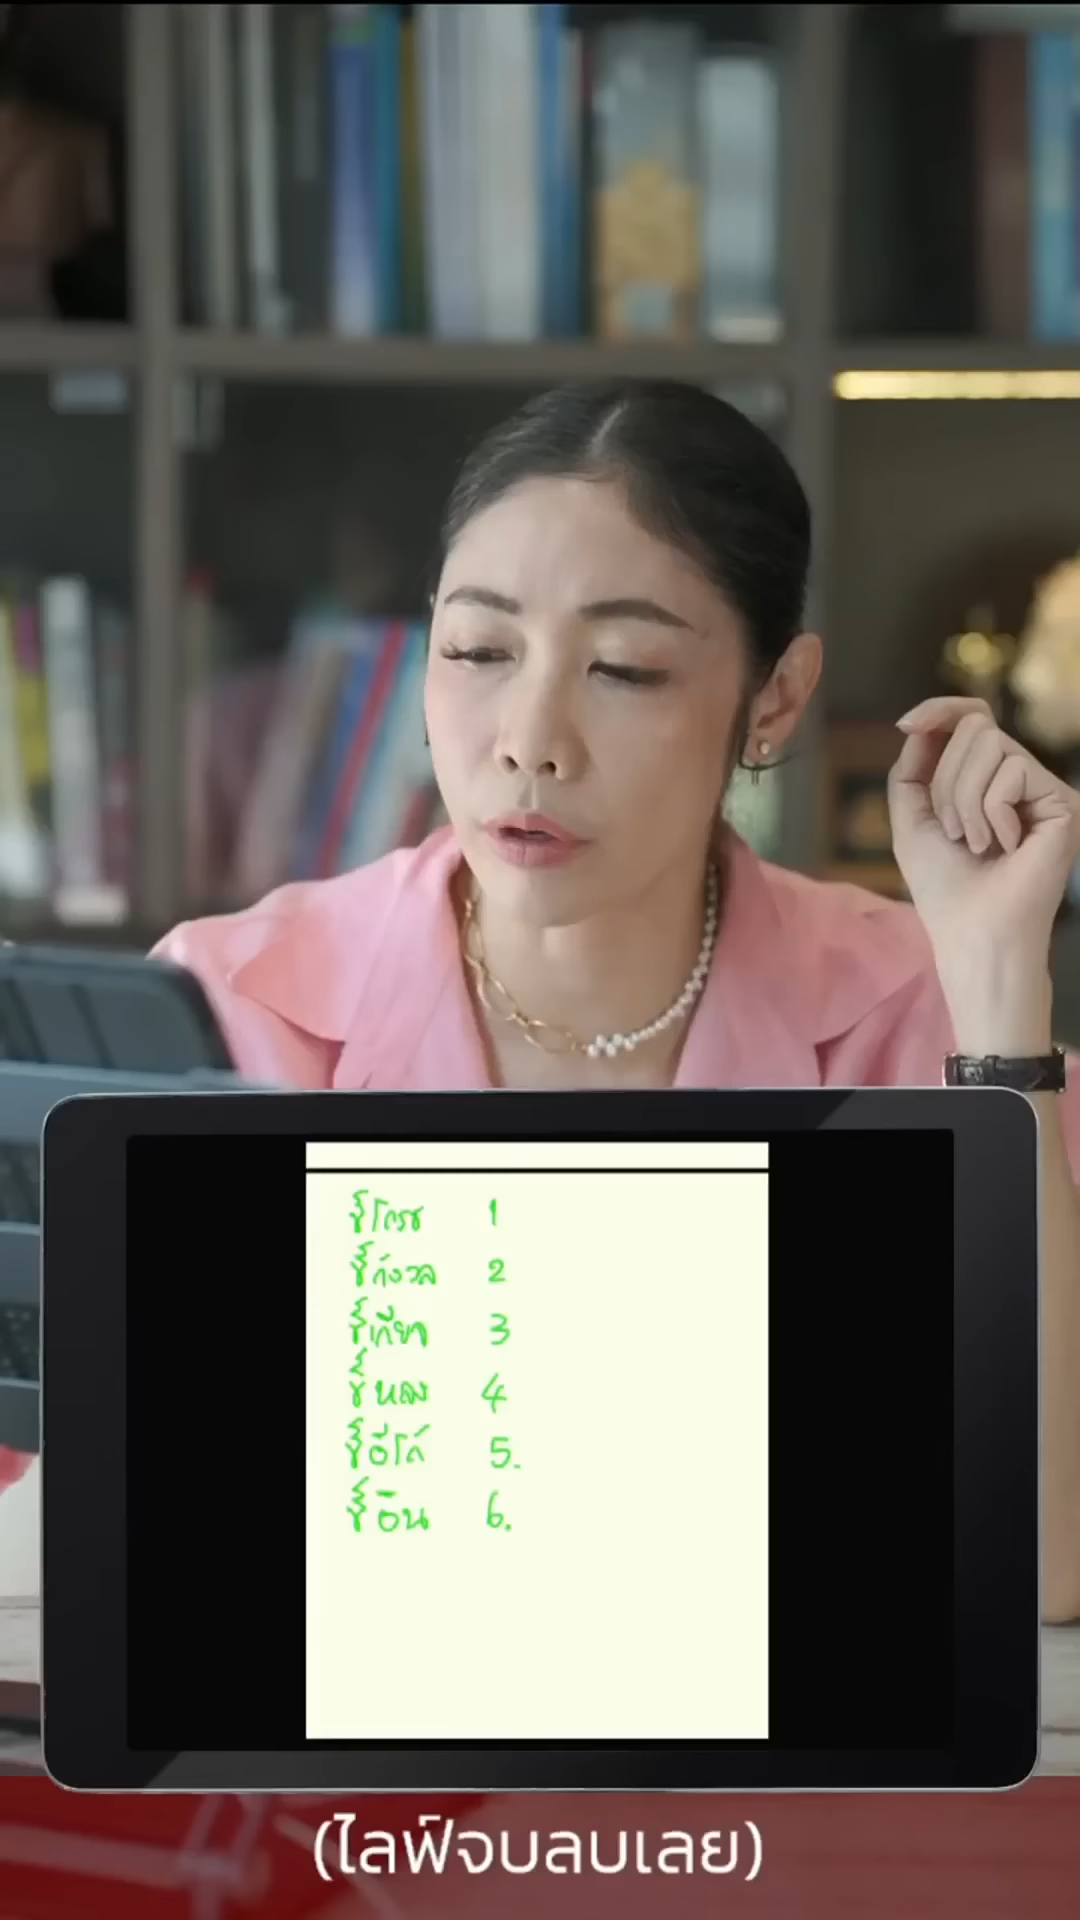 ขี้โกรธ 1
ขี้กังวล 2
ขี้เกียจ 3
ขี้หลง 4
ขี้อีโก้ 5.
ขี้อิน 6.
(ไลฟ์จบลบเลย)